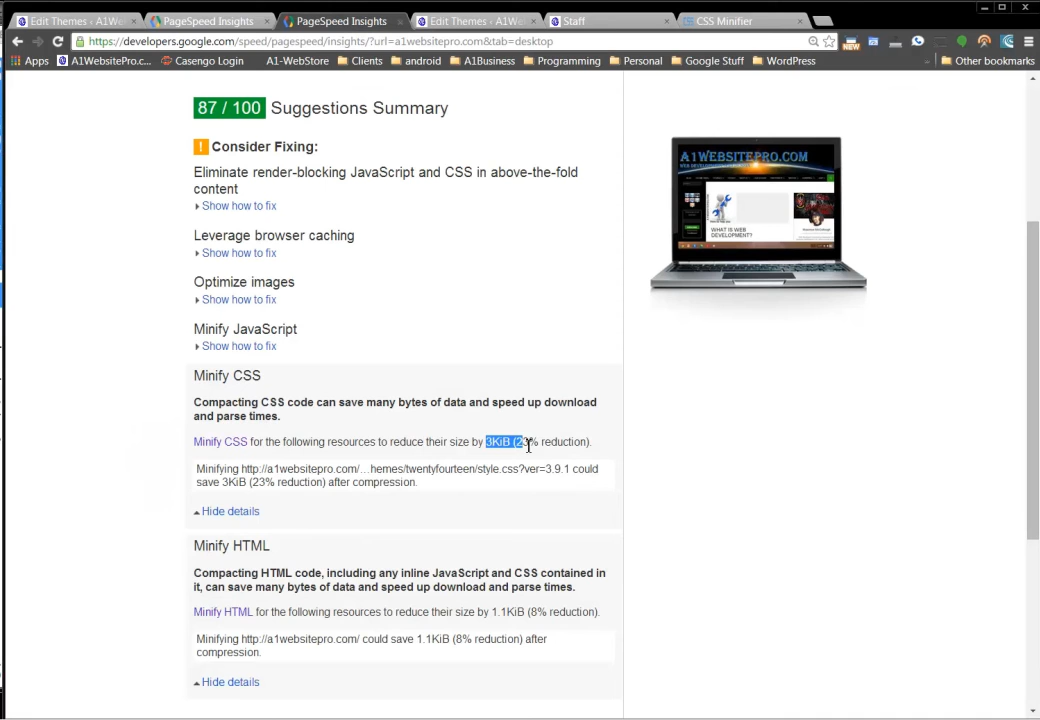 Edit Themes ‹ A1We
PageSpeed Insights
PageSpeed Insights
Edit Themes ‹ A1We
Staff
CSS Minifier
https://developers.google.com/speed/pagespeed/insights/?url=a1websitepro.com&tab=desktop
Apps
A1WebsitePro.c...
Casengo Login
A1-WebStore
Clients
android
A1Business
Programming
Personal
Google Stuff
WordPress
Other bookmarks
NEW
87 / 100 Suggestions Summary
! Consider Fixing:
Eliminate render-blocking JavaScript and CSS in above-the-fold
content
Show how to fix
Leverage browser caching
Show how to fix
Optimize images
Show how to fix
Minify JavaScript
Show how to fix
Minify CSS
Compacting CSS code can save many bytes of data and speed up download
and parse times.
Minify CSS for the following resources to reduce their size by 3KiB (23% reduction).
Minifying http://a1websitepro.com/…hemes/twentyfourteen/style.css?ver=3.9.1 could
save 3KiB (23% reduction) after compression.
Hide details
Minify HTML
Compacting HTML code, including any inline JavaScript and CSS contained in
it, can save many bytes of data and speed up download and parse times.
Minify HTML for the following resources to reduce their size by 1.1KiB (8% reduction).
Minifying http://a1websitepro.com/ could save 1.1KiB (8% reduction) after
compression.
Hide details
A1WEBSITEPRO.COM
WHAT IS WEB
DEVELOPMENT?